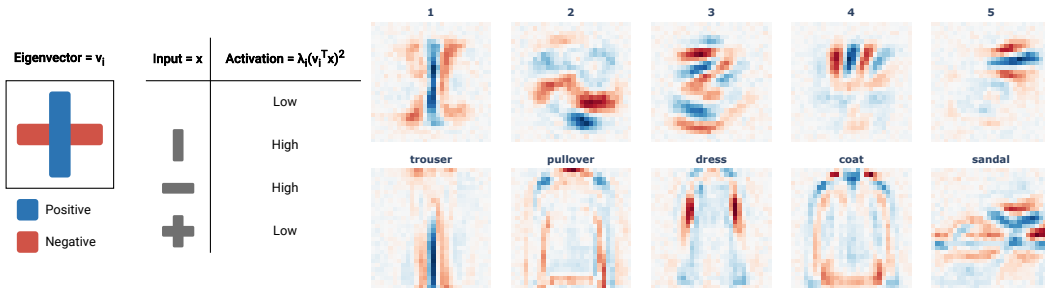 Eigenvector = vᵢ
Input = x
Activation = λᵢ(vᵢᵀx)²
Low
High
High
Low
Positive
Negative
1 2 3 4 5
trouser pullover dress coat sandal